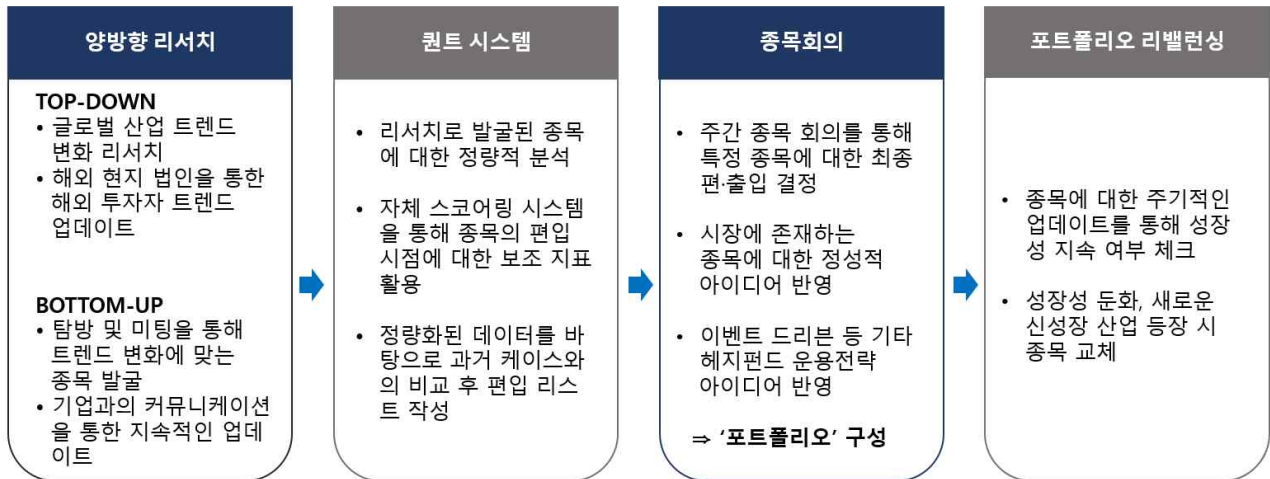 양방향 리서치
TOP-DOWN
• 글로벌 산업 트렌드
변화 리서치
• 해외 현지 법인을 통한
해외 투자자 트렌드
업데이트
BOTTOM-UP
• 탐방 및 미팅을 통해
트렌드 변화에 맞는
종목 발굴
• 기업과의 커뮤니케이션
을 통한 지속적인 업데
이트
퀀트 시스템
• 리서치로 발굴된 종목
에 대한 정량적 분석
• 자체 스코어링 시스템
을 통해 종목의 편입
시점에 대한 보조 지표
활용
• 정량화된 데이터를 바
탕으로 과거 케이스와
의 비교 후 편입 리스
트 작성
종목회의
• 주간 종목 회의를 통해
특정 종목에 대한 최종
편·출입 결정
• 시장에 존재하는
종목에 대한 정성적
아이디어 반영
• 이벤트 드리븐 등 기타
헤지펀드 운용전략
아이디어 반영
⇒ ‘포트폴리오’ 구성
포트폴리오 리밸런싱
• 종목에 대한 주기적인
업데이트를 통해 성장
성 지속 여부 체크
• 성장성 둔화, 새로운
신성장 산업 등장 시
종목 교체